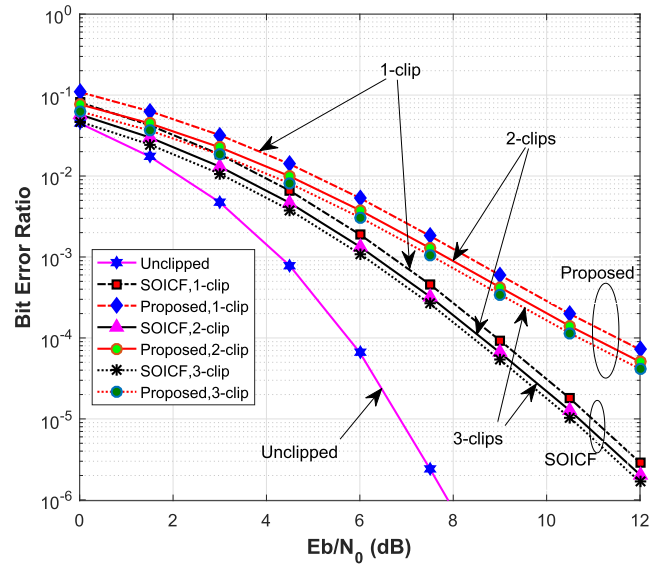 10^0
10^-1
10^-2
10^-3
10^-4
10^-5
10^-6
Bit Error Ratio
1-clip
2-clips
Proposed
Unclipped
SOICF,1-clip
Proposed,1-clip
SOICF,2-clip
Proposed,2-clip
SOICF,3-clip
Proposed,3-clip
Unclipped
3-clips
SOICF
0 2 4 6 8 10 12
Eb/N_0 (dB)